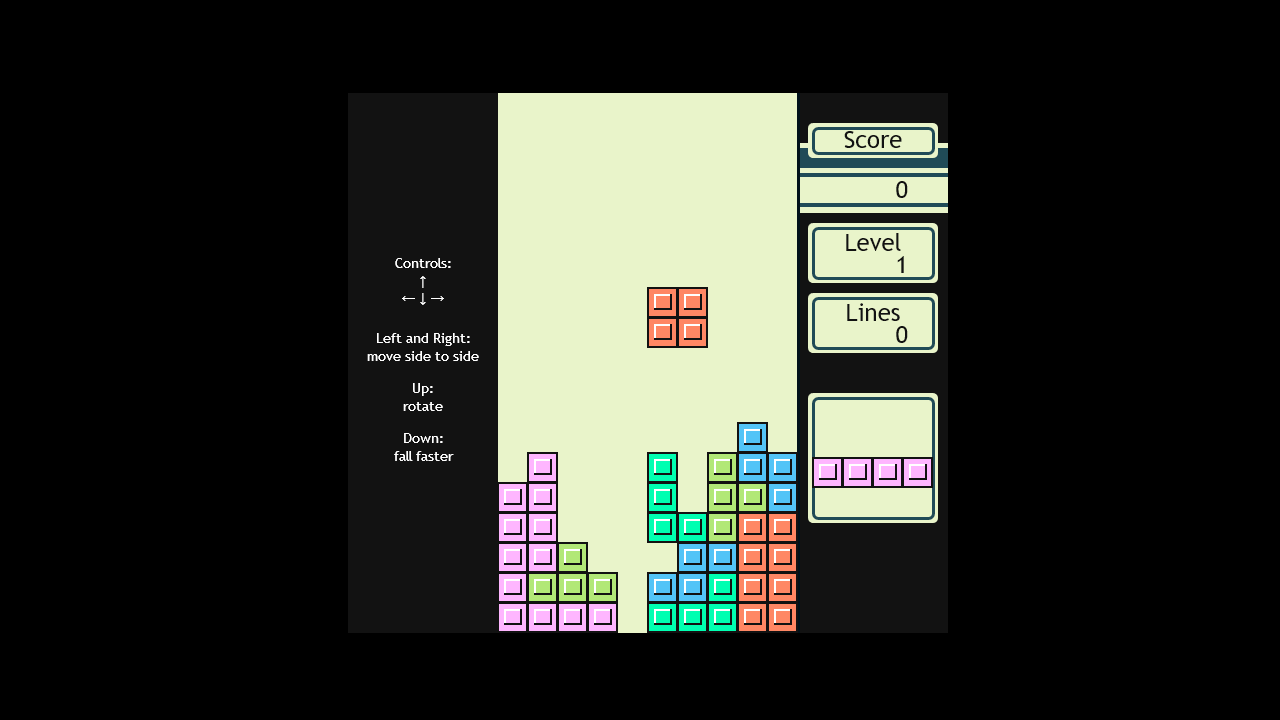 Controls:
↑
←↓→
Left and Right:
move side to side
Up:
rotate
Down:
fall faster
Score
0
Level
1
Lines
0